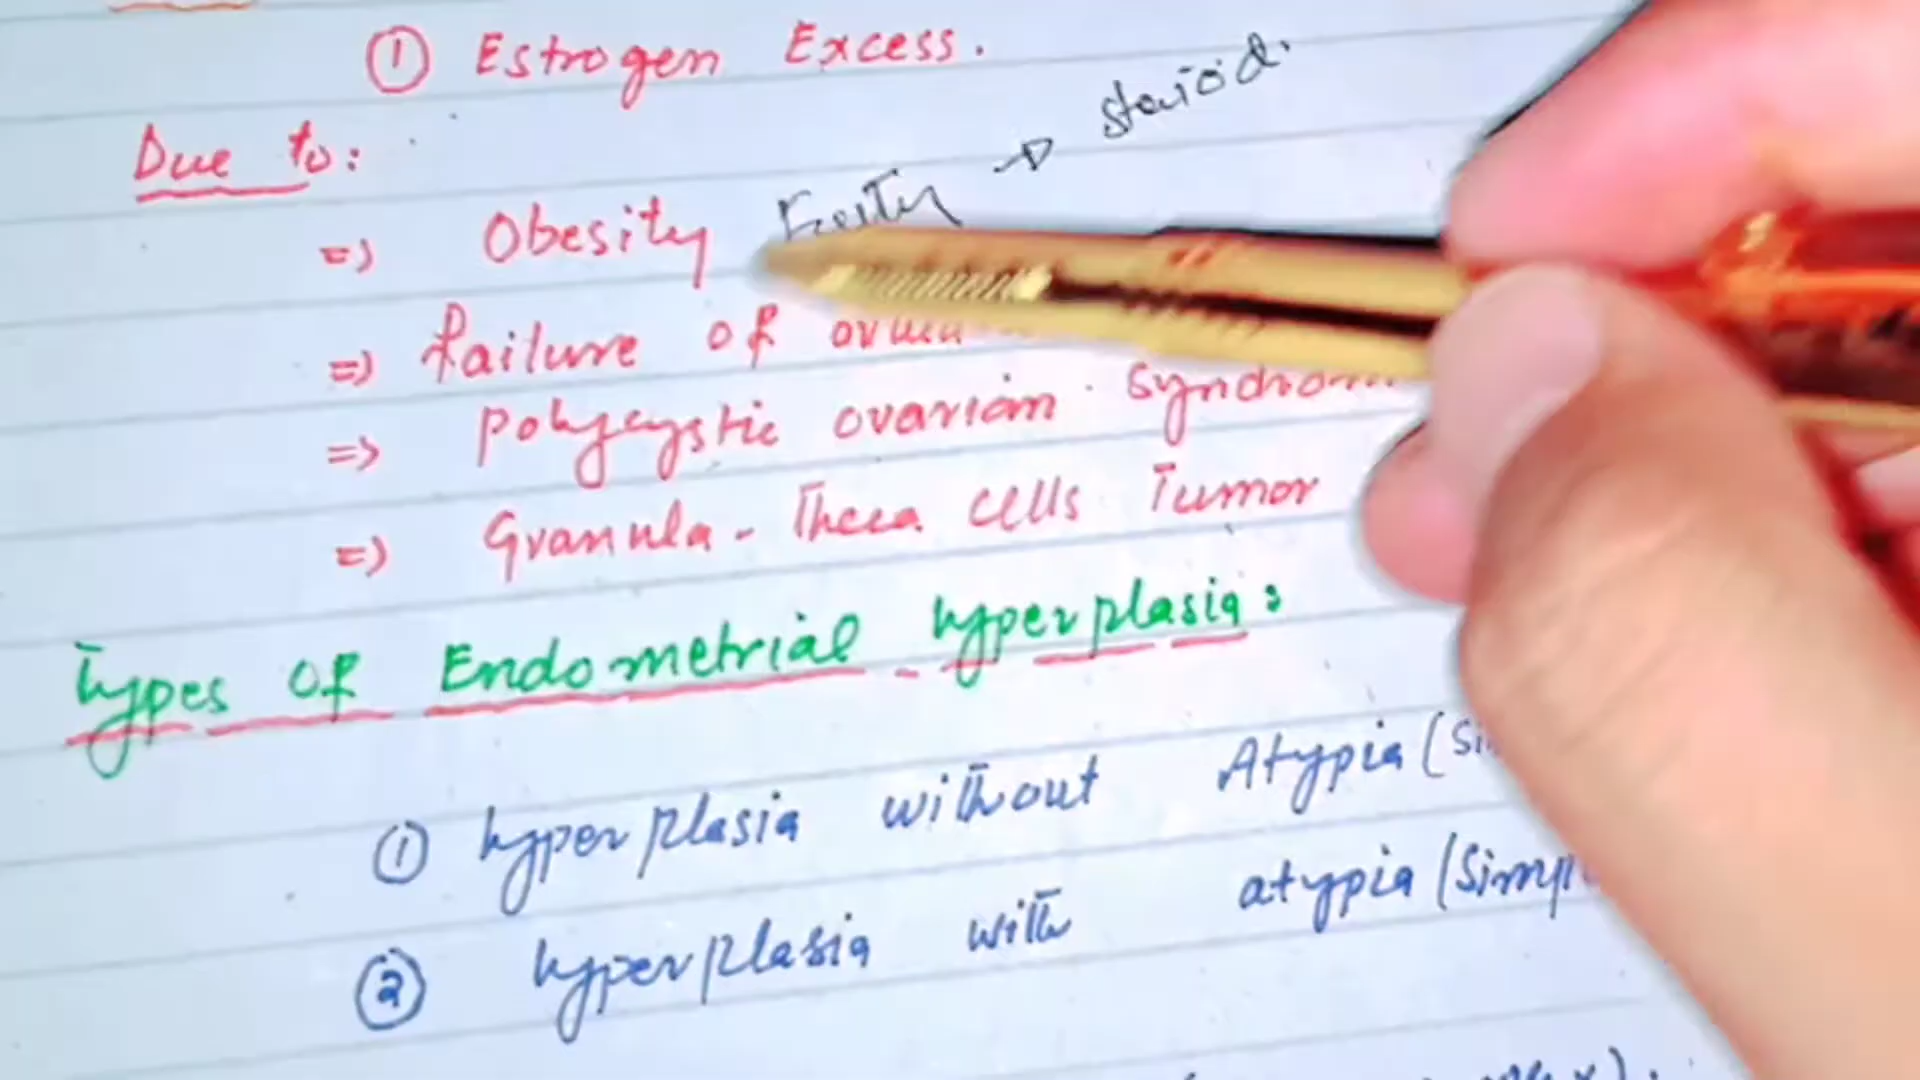 ① Estrogen Excess.
Due to:
=> Obesity → steroid.
=> failure of
=> polycystic ovarian
=> Granula - Theca cells Tumor
Types of Endometrial hyperplasia:
① hyperplasia without Atypia (
② hyperplasia with atypia (